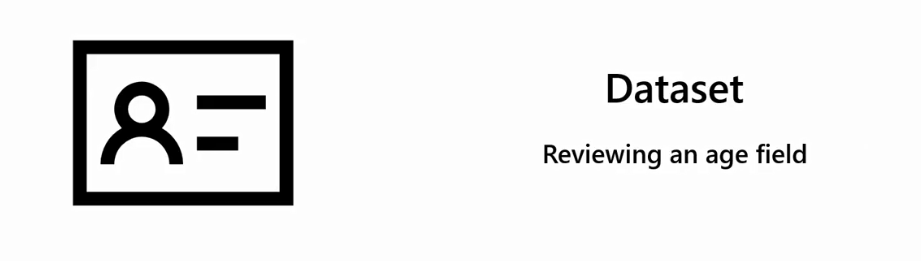 Dataset
Reviewing an age field